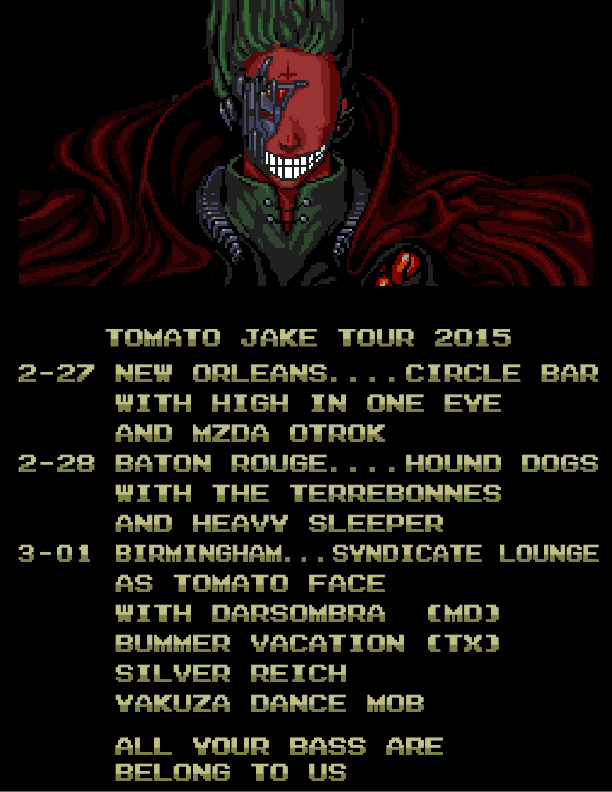 TOMATO JAKE TOUR 2015
2-27 NEW ORLEANS....CIRCLE BAR
WITH HIGH IN ONE EYE
AND MZDA OTROK
2-28 BATON ROUGE....HOUND DOGS
WITH THE TERREBONNES
AND HEAVY SLEEPER
3-01 BIRMINGHAM...SYNDICATE LOUNGE
AS TOMATO FACE
WITH DARSOMBRA (MD)
BUMMER VACATION (TX)
SILVER REICH
YAKUZA DANCE MOB
ALL YOUR BASS ARE
BELONG TO US